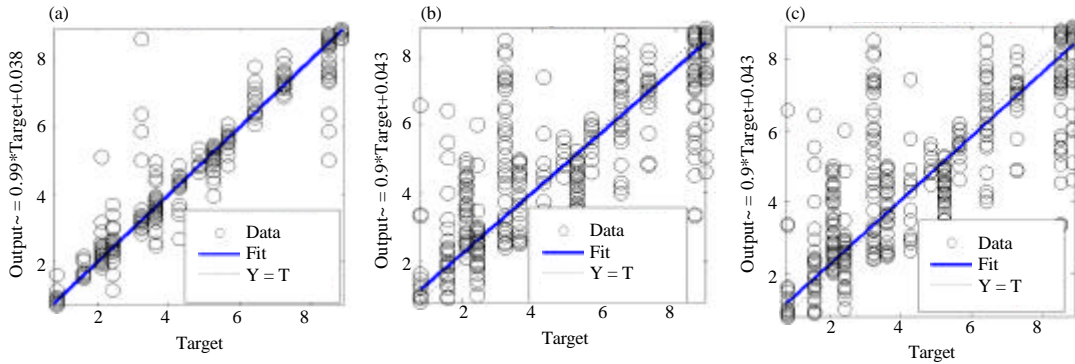 (a)
Output~ = 0.99*Target+0.038
8
6
4
2
2 4 6 8
Target
Data
Fit
Y = T
(b)
Output~ = 0.9*Target+0.043
8
6
4
2
2 4 6 8
Target
Data
Fit
Y = T
(c)
Output~ = 0.9*Target+0.043
8
6
4
2
2 4 6 8
Target
Data
Fit
Y = T